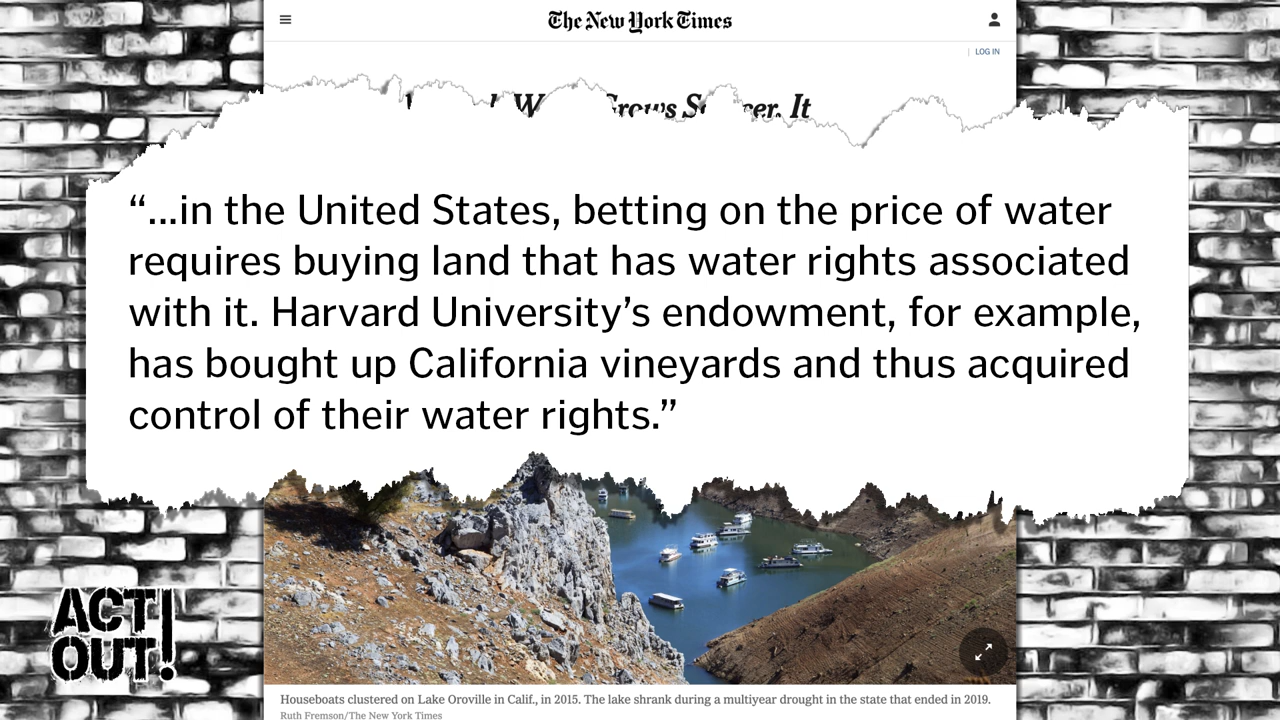 The New York Times
LOG IN
Grows Scarcer. It
“...in the United States, betting on the price of water
requires buying land that has water rights associated
with it. Harvard University’s endowment, for example,
has bought up California vineyards and thus acquired
control of their water rights.”
ACT
OUT!
Houseboats clustered on Lake Oroville in Calif., in 2015. The lake shrank during a multiyear drought in the state that ended in 2019.
Ruth Fremson/The New York Times